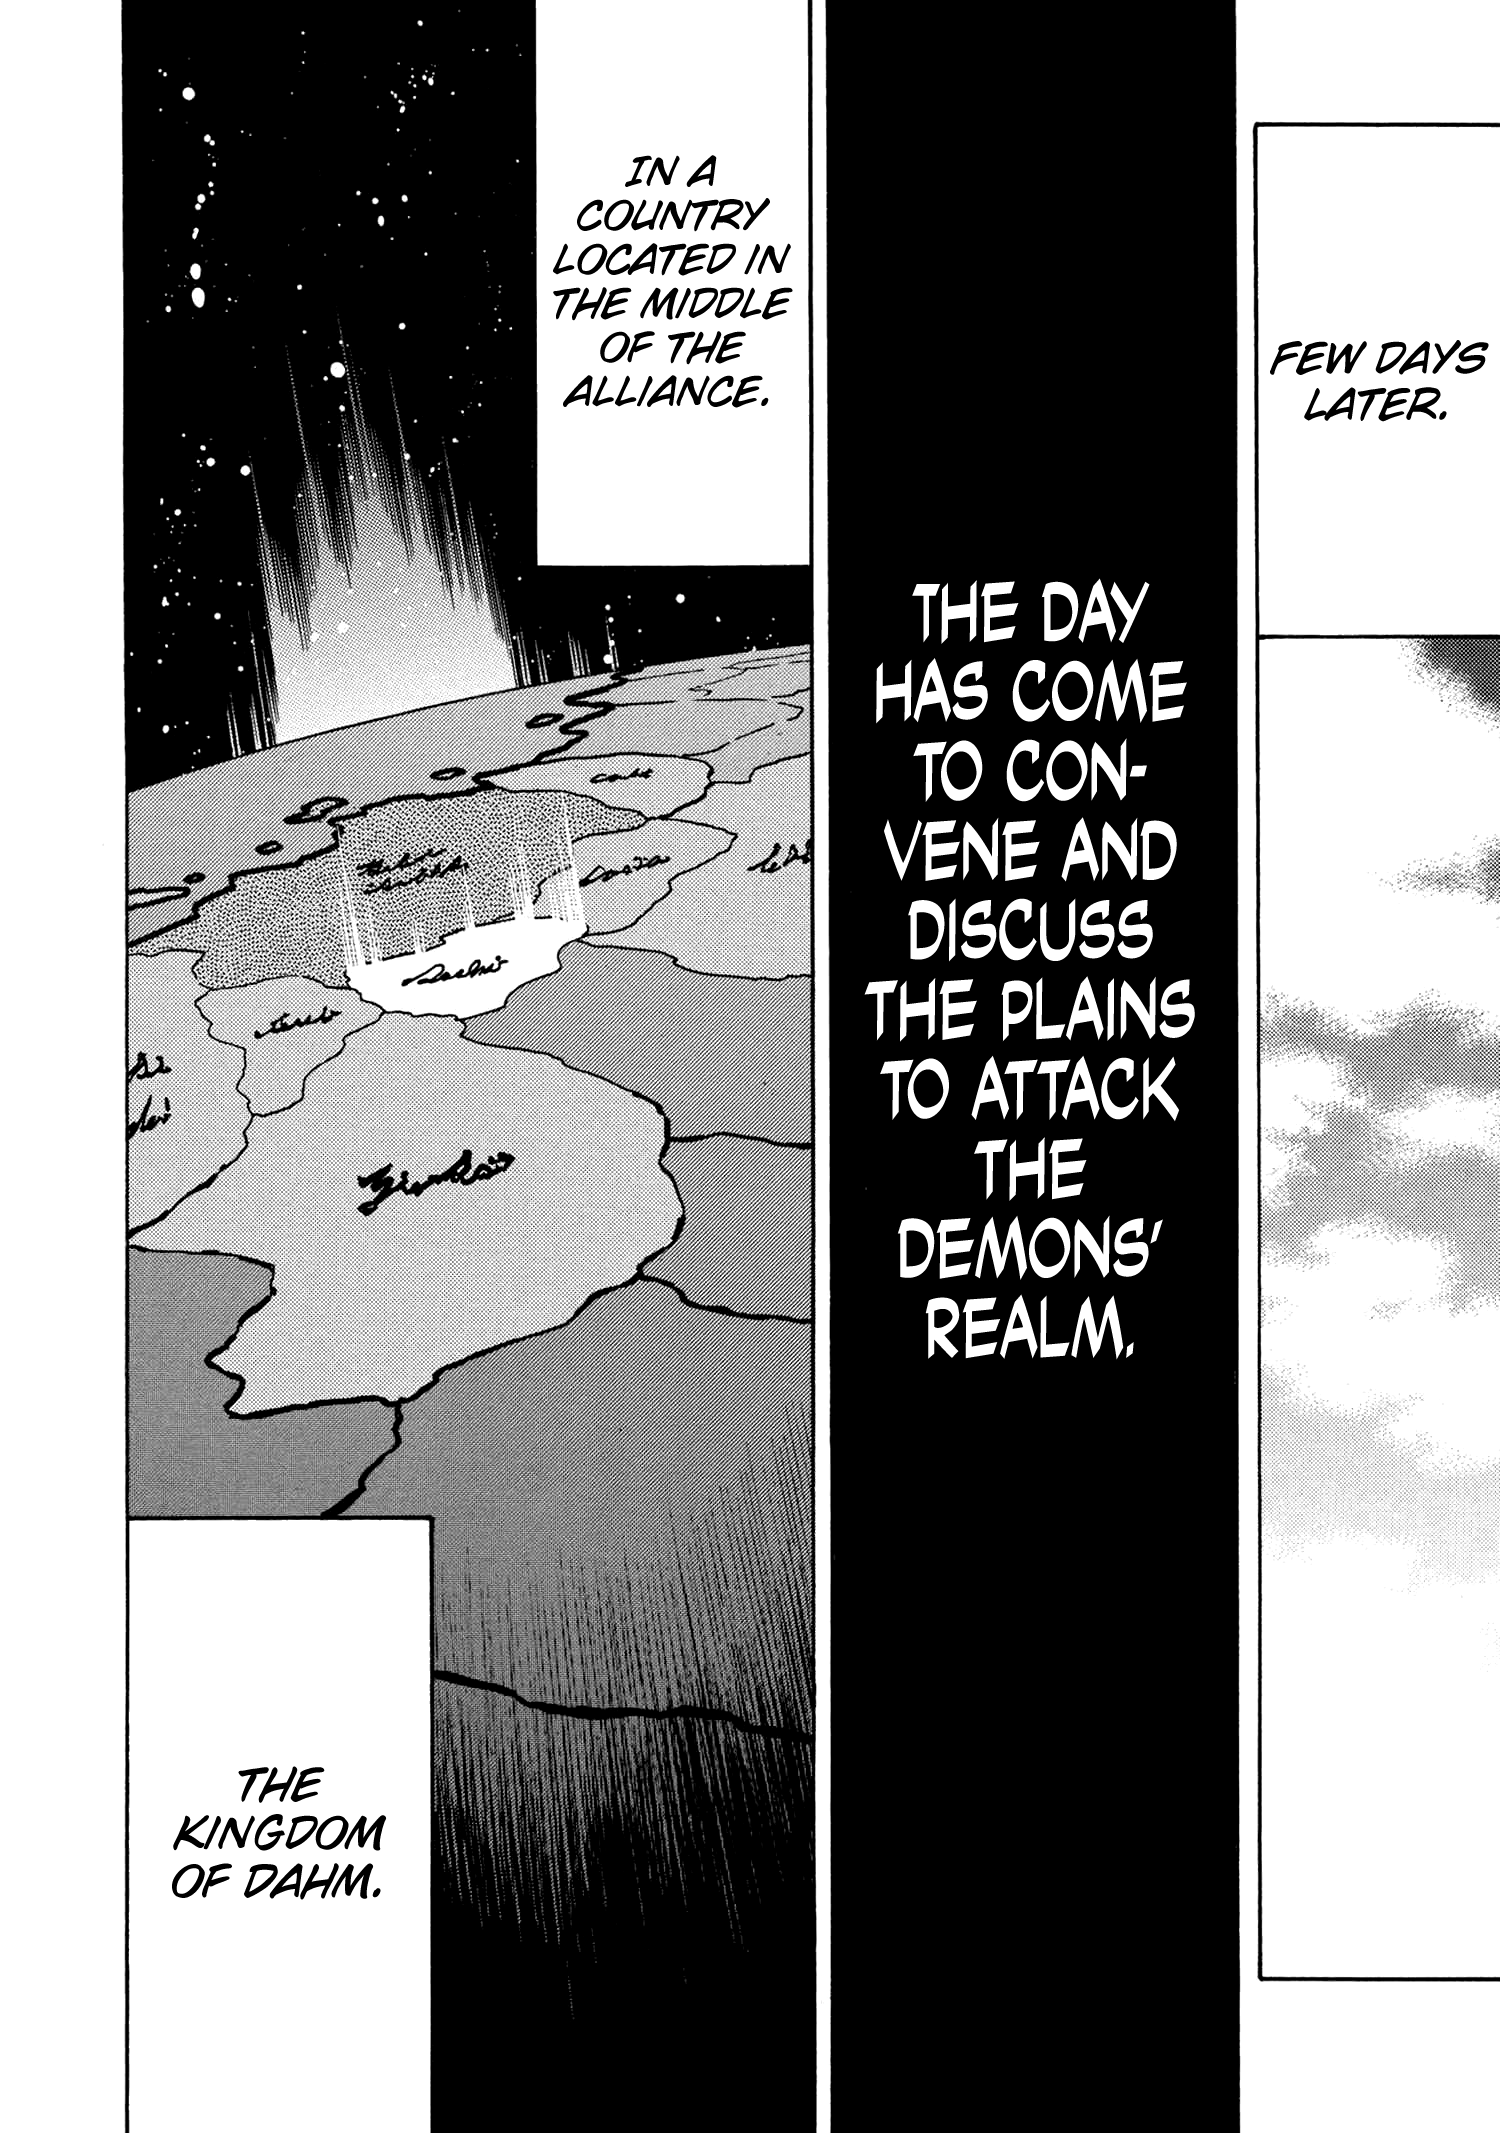 FEW DAYS
LATER.
THE DAY
HAS COME
TO CON-
VENE AND
DISCUSS
THE PLAINS
TO ATTACK
THE
DEMONS'
REALM.
IN A
COUNTRY
LOCATED IN
THE MIDDLE
OF THE
ALLIANCE.
THE
KINGDOM
OF DAHM.